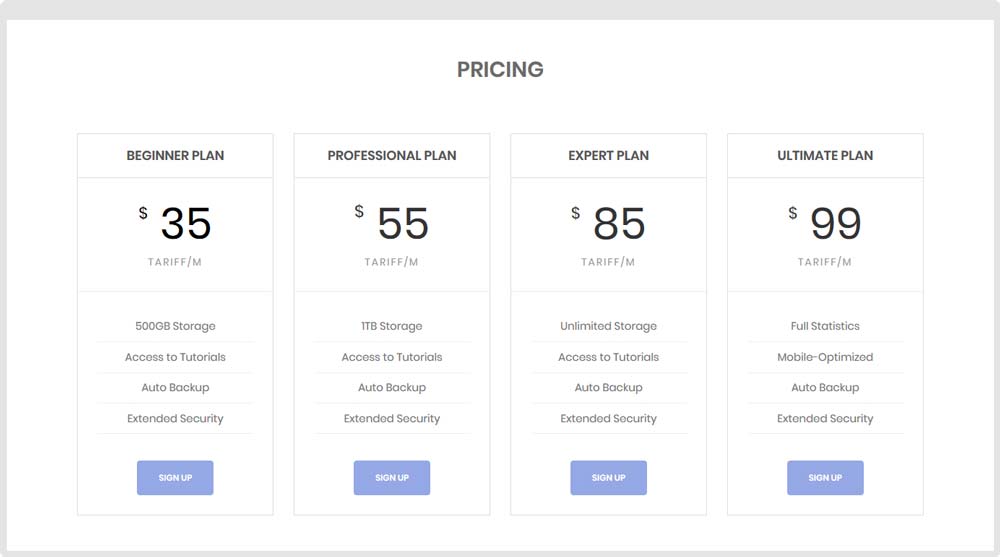 PRICING
BEGINNER PLAN
$ 35
TARIFF/M
500GB Storage
Access to Tutorials
Auto Backup
Extended Security
SIGN UP
PROFESSIONAL PLAN
$ 55
TARIFF/M
1TB Storage
Access to Tutorials
Auto Backup
Extended Security
SIGN UP
EXPERT PLAN
$ 85
TARIFF/M
Unlimited Storage
Access to Tutorials
Auto Backup
Extended Security
SIGN UP
ULTIMATE PLAN
$ 99
TARIFF/M
Full Statistics
Mobile-Optimized
Auto Backup
Extended Security
SIGN UP